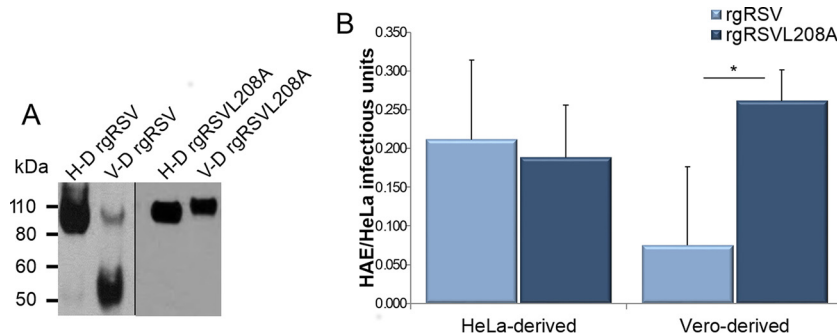 A
H-D rgRSV
V-D rgRSV
H-D rgRSVL208A
V-D rgRSVL208A
kDa
110
80
60
50
B
rgRSV
rgRSVL208A
HAE/HeLa infectious units
0.350
0.300
0.250
0.200
0.150
0.100
0.050
0.000
*
HeLa-derived
Vero-derived